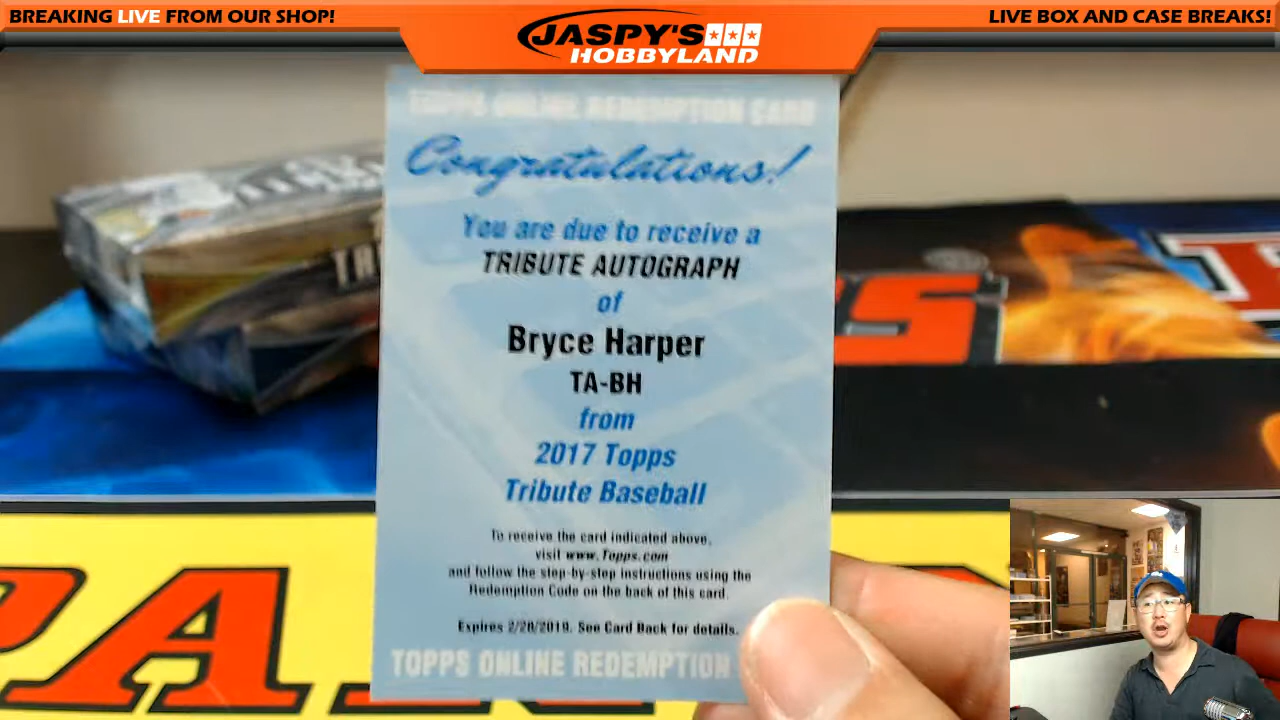 BREAKING LIVE FROM OUR SHOP!
JASPY'S
HOBBYLAND
LIVE BOX AND CASE BREAKS!
TOPPS ONLINE REDEMPTION CARD
Congratulations!
You are due to receive a
TRIBUTE AUTOGRAPH
of
Bryce Harper
TA-BH
from
2017 Topps
Tribute Baseball
To receive the card indicated above,
visit www.Topps.com
and follow the step-by-step instructions using the
Redemption Code on the back of this card.
Expires 2/28/2019. See Card Back for details.
TOPPS ONLINE REDEMPTION